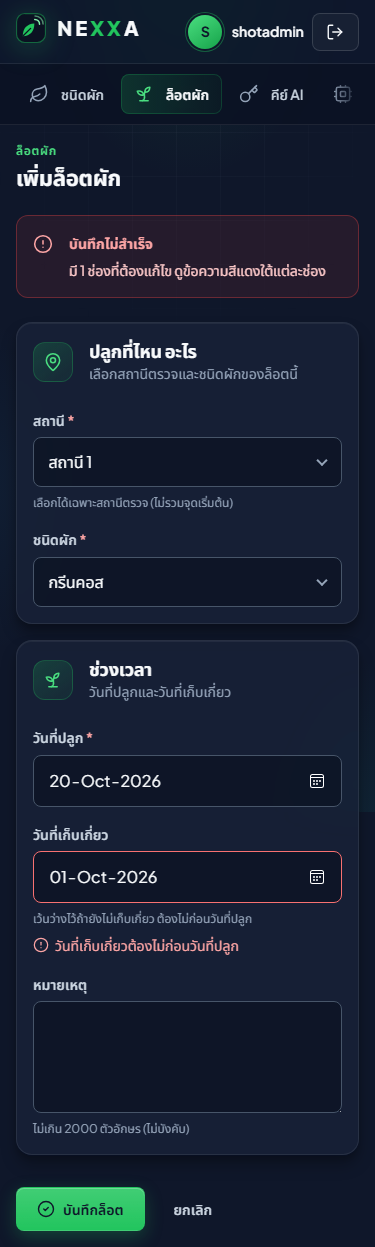 NEXXA
S
shotadmin
ชนิดผัก
ล็อตผัก
คีย์ AI
ล็อตผัก
เพิ่มล็อตผัก
บันทึกไม่สำเร็จ
มี 1 ช่องที่ต้องแก้ไข ดูข้อความสีแดงใต้แต่ละช่อง
ปลูกที่ไหน อะไร
เลือกสถานีตรวจและชนิดผักของล็อตนี้
สถานี *
สถานี 1
เลือกได้เฉพาะสถานีตรวจ (ไม่รวมจุดเริ่มต้น)
ชนิดผัก *
กรีนคอส
ช่วงเวลา
วันที่ปลูกและวันที่เก็บเกี่ยว
วันที่ปลูก *
20-Oct-2026
วันที่เก็บเกี่ยว
01-Oct-2026
เว้นว่างไว้ถ้ายังไม่เก็บเกี่ยว ต้องไม่ก่อนวันที่ปลูก
วันที่เก็บเกี่ยวต้องไม่ก่อนวันที่ปลูก
หมายเหตุ
ไม่เกิน 2000 ตัวอักษร (ไม่บังคับ)
บันทึกล็อต
ยกเลิก